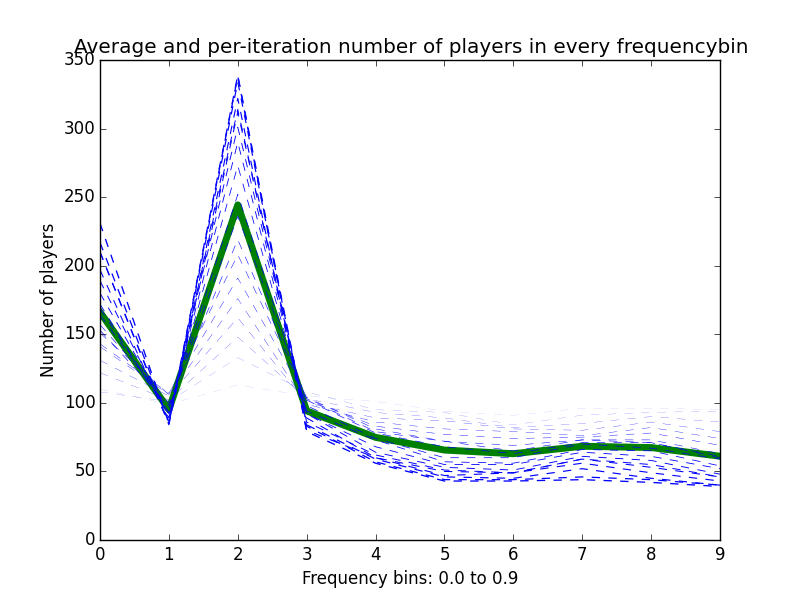 Average and per-iteration number of players in every frequencybin
350
300
250
200
150
100
50
0
Number of players
0 1 2 3 4 5 6 7 8 9
Frequency bins: 0.0 to 0.9